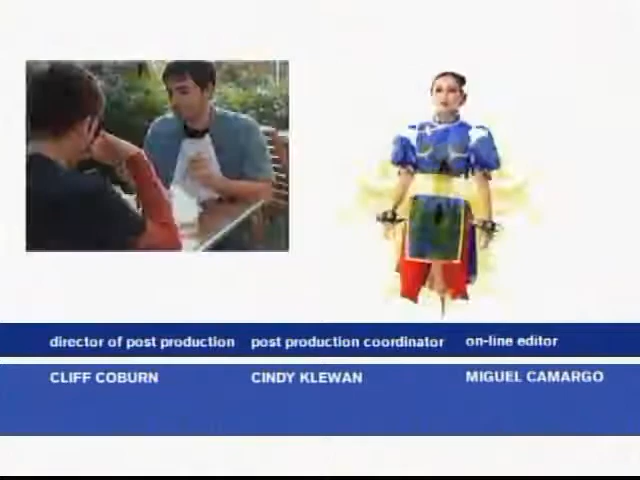 director of post production post production coordinator on-line editor
CLIFF COBURN CINDY KLEWAN MIGUEL CAMARGO